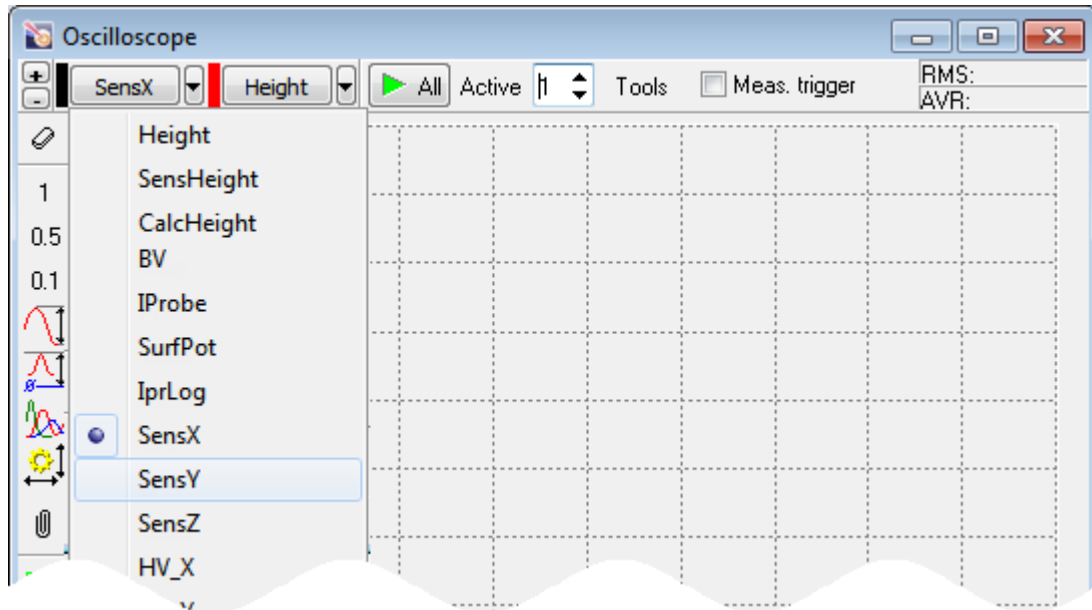 Oscilloscope
+
-
SensX Height All Active 1 Tools Meas. trigger RMS:
AVR:
Height
SensHeight
1
CalcHeight
0.5
BV
0.1
IProbe
SurfPot
IprLog
SensX
SensY
SensZ
HV_X